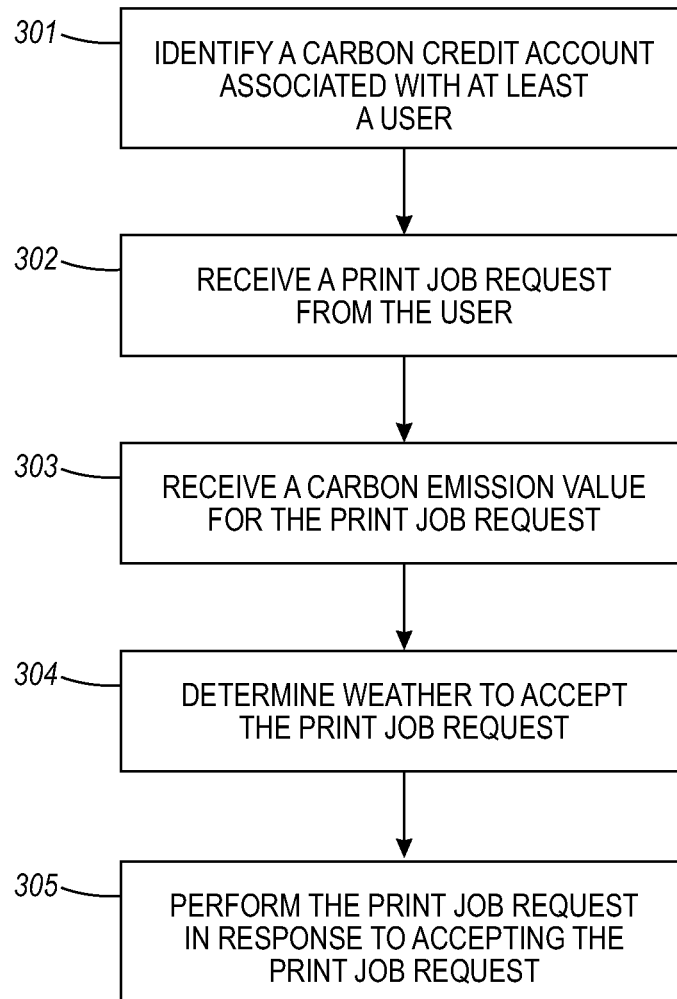 301
IDENTIFY A CARBON CREDIT ACCOUNT
ASSOCIATED WITH AT LEAST
A USER
302
RECEIVE A PRINT JOB REQUEST
FROM THE USER
303
RECEIVE A CARBON EMISSION VALUE
FOR THE PRINT JOB REQUEST
304
DETERMINE WEATHER TO ACCEPT
THE PRINT JOB REQUEST
305
PERFORM THE PRINT JOB REQUEST
IN RESPONSE TO ACCEPTING THE
PRINT JOB REQUEST